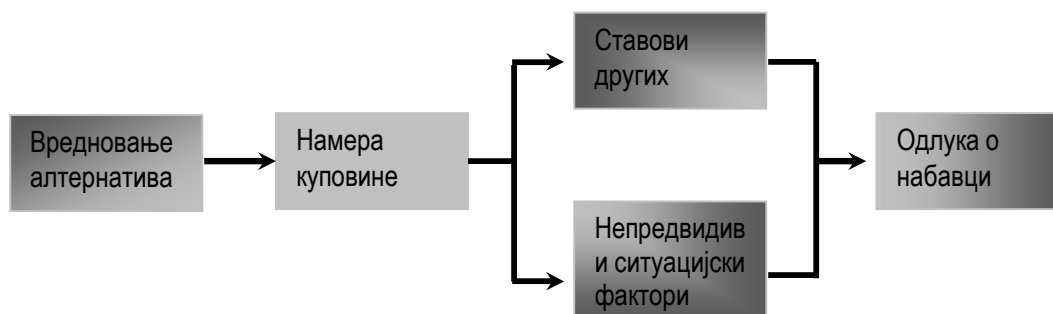 Вредновање
алтернатива
Намера
куповине
Ставови
других
Непредвидив
и ситуацијски
фактори
Одлука о
набавци